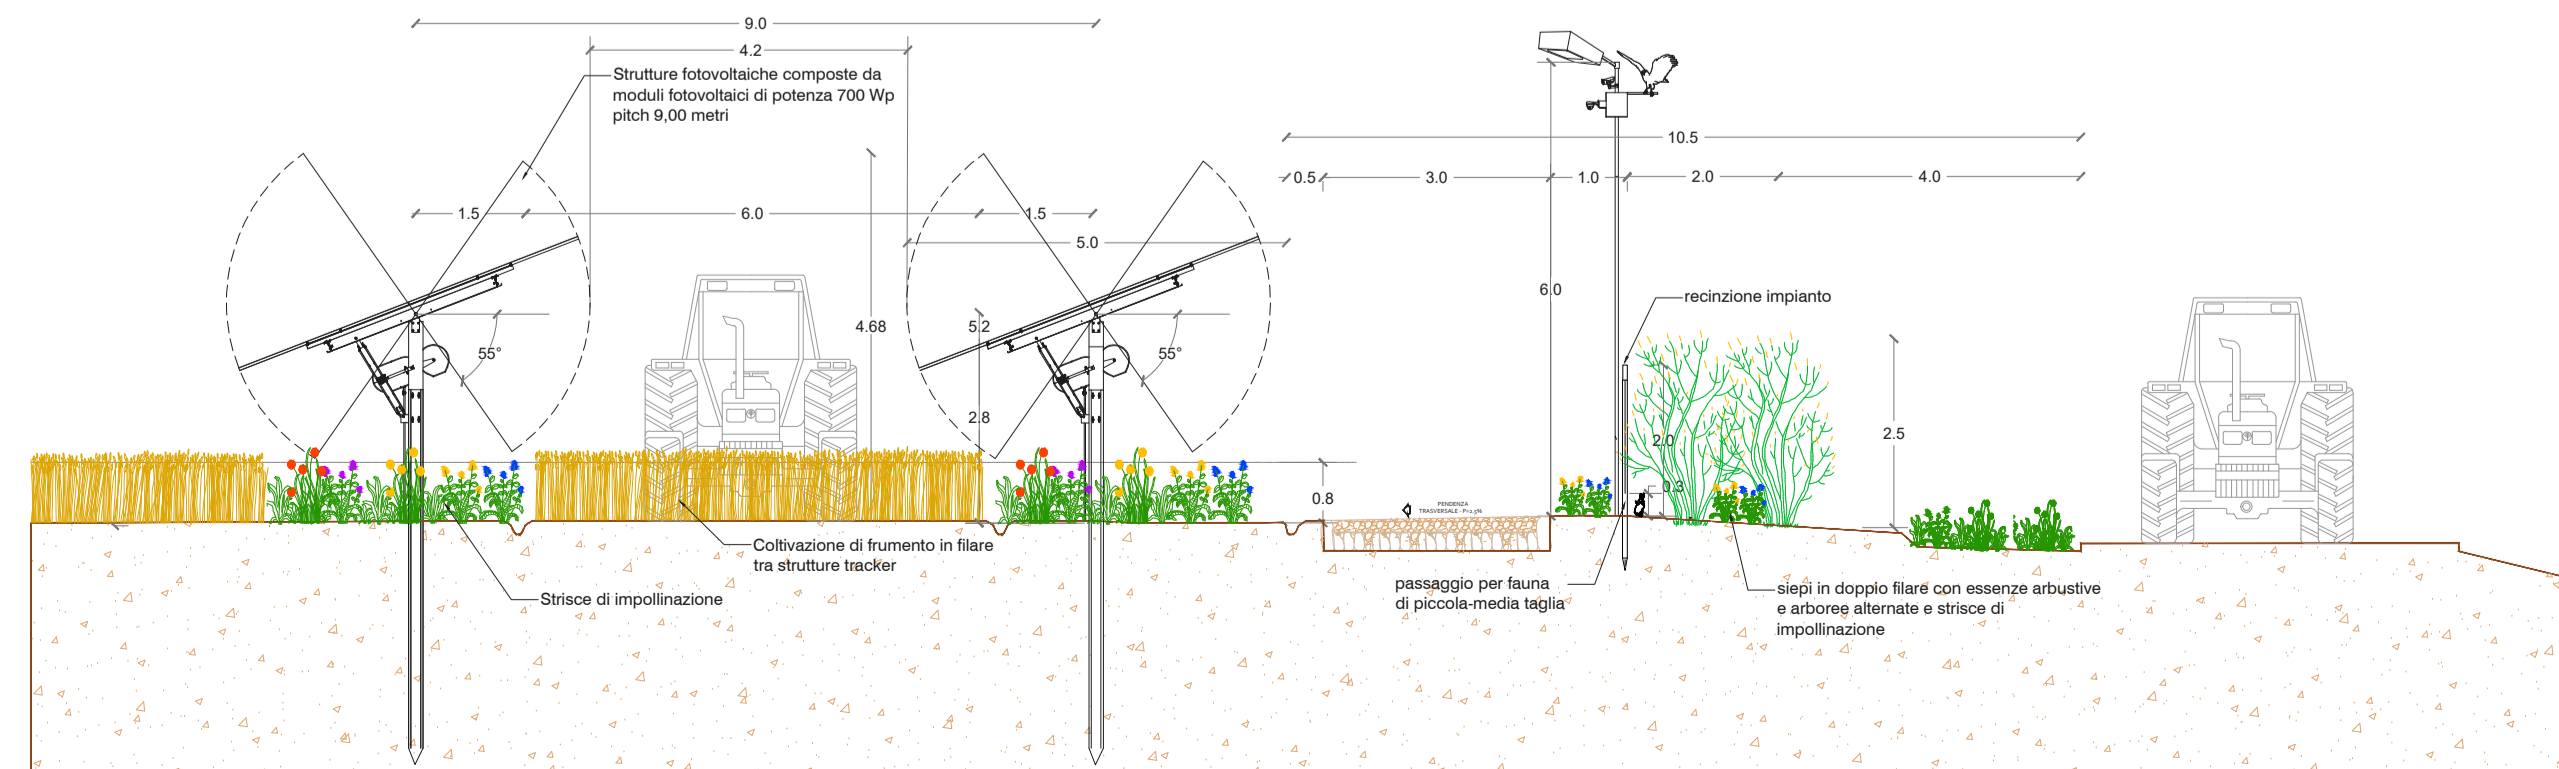 9.0
4.2
Strutture fotovoltaiche composte da
moduli fotovoltaici di potenza 700 Wp
pitch 9,00 metri
10.5
0.5
3.0
1.0
2.0
4.0
1.5
6.0
1.5
5.0
6.0
recinzione impianto
4.68
5.2
55°
55°
2.8
2.0
2.5
0.3
0.8
PENDENZA
TRASVERSALE - P=2.5%
Coltivazione di frumento in filare
tra strutture tracker
Strisce di impollinazione
passaggio per fauna
di piccola-media taglia
siepi in doppio filare con essenze arbustive
e arboree alternate e strisce di
impollinazione